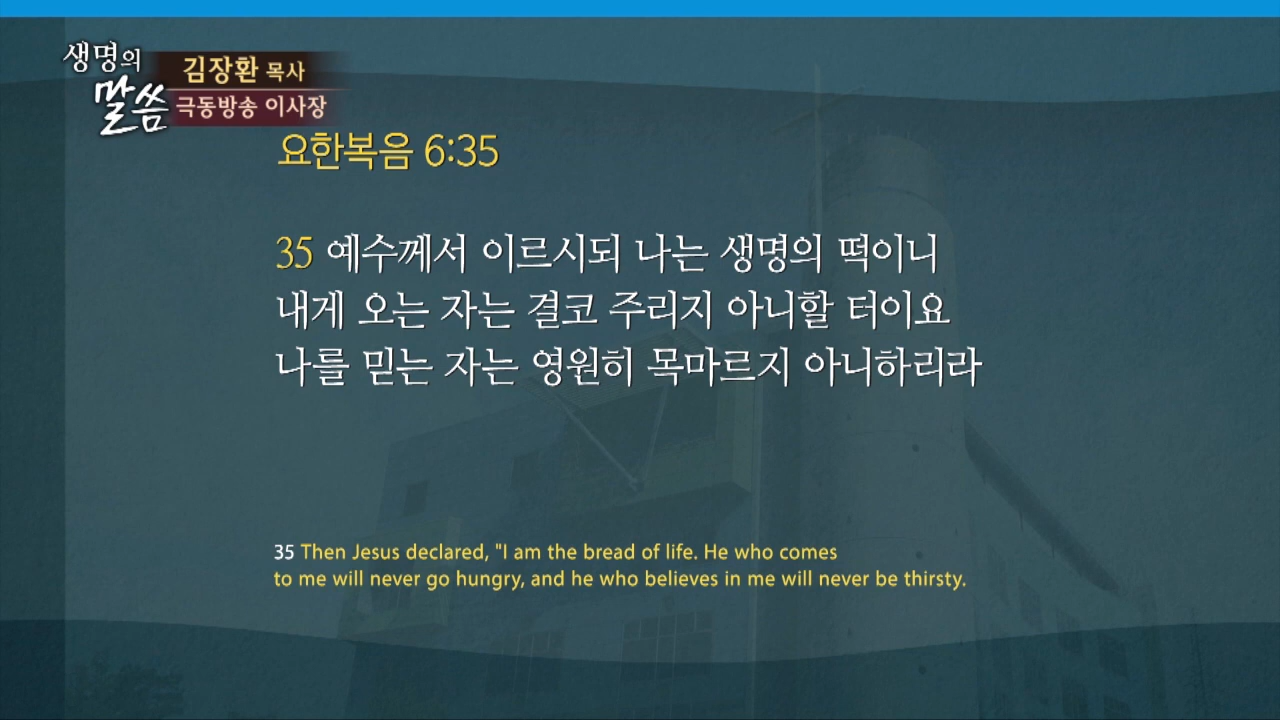 생명의
말씀
김장환 목사
극동방송 이사장
요한복음 6:35
35 예수께서 이르시되 나는 생명의 떡이니
내게 오는 자는 결코 주리지 아니할 터이요
나를 믿는 자는 영원히 목마르지 아니하리라
35 Then Jesus declared, "I am the bread of life. He who comes
to me will never go hungry, and he who believes in me will never be thirsty.